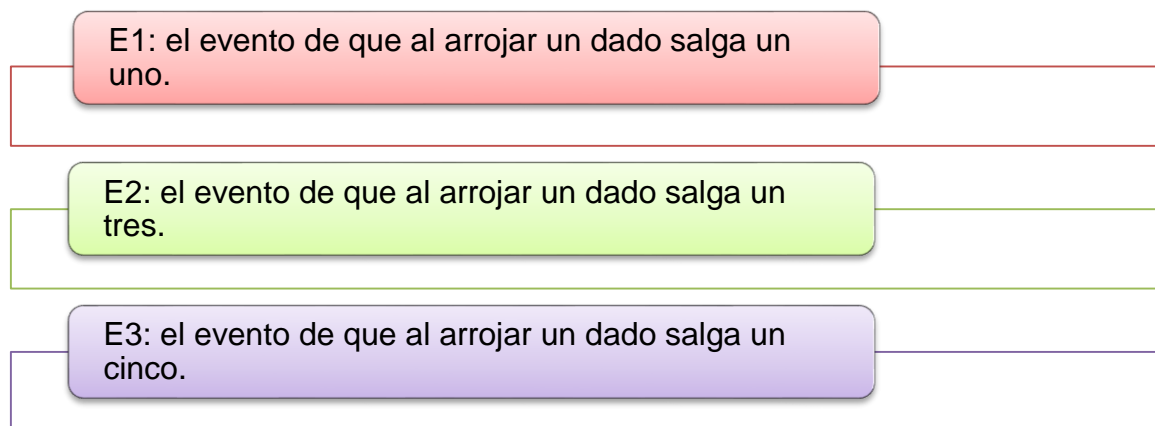 E1: el evento de que al arrojar un dado salga un
uno.
E2: el evento de que al arrojar un dado salga un
tres.
E3: el evento de que al arrojar un dado salga un
cinco.